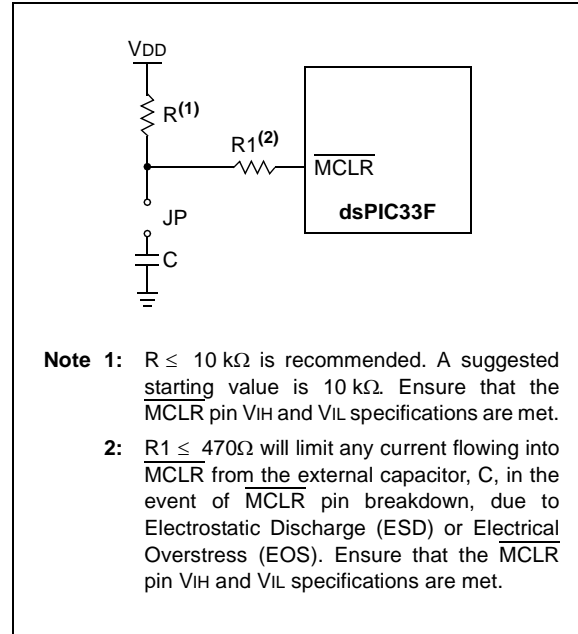 VDD
R(1)
R1(2)
MCLR
dsPIC33F
JP
C
Note 1: R ≤ 10 kΩ is recommended. A suggested
starting value is 10 kΩ. Ensure that the
MCLR pin VIH and VIL specifications are met.
2: R1 ≤ 470Ω will limit any current flowing into
MCLR from the external capacitor, C, in the
event of MCLR pin breakdown, due to
Electrostatic Discharge (ESD) or Electrical
Overstress (EOS). Ensure that the MCLR
pin VIH and VIL specifications are met.